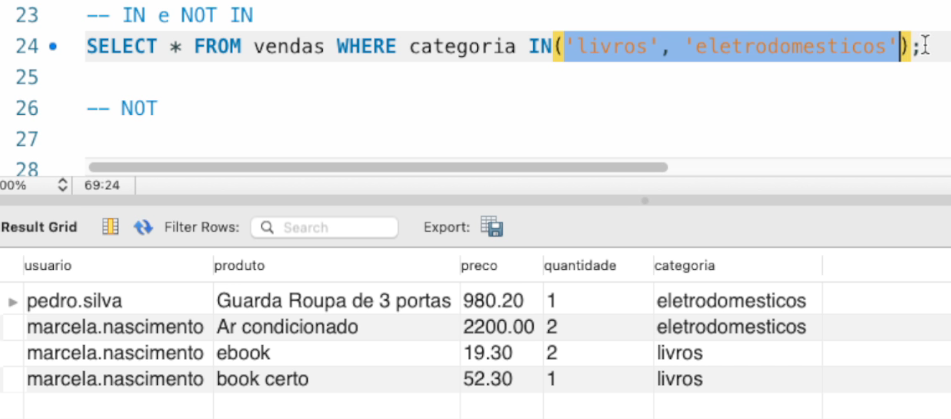 23 -- IN e NOT IN
24 SELECT * FROM vendas WHERE categoria IN('livros', 'eletrodomesticos');
25
26 -- NOT
27
28
00% 69:24
Result Grid Filter Rows: Search Export:
usuario produto preco quantidade categoria
pedro.silva Guarda Roupa de 3 portas 980.20 1 eletrodomesticos
marcela.nascimento Ar condicionado 2200.00 2 eletrodomesticos
marcela.nascimento ebook 19.30 2 livros
marcela.nascimento book certo 52.30 1 livros